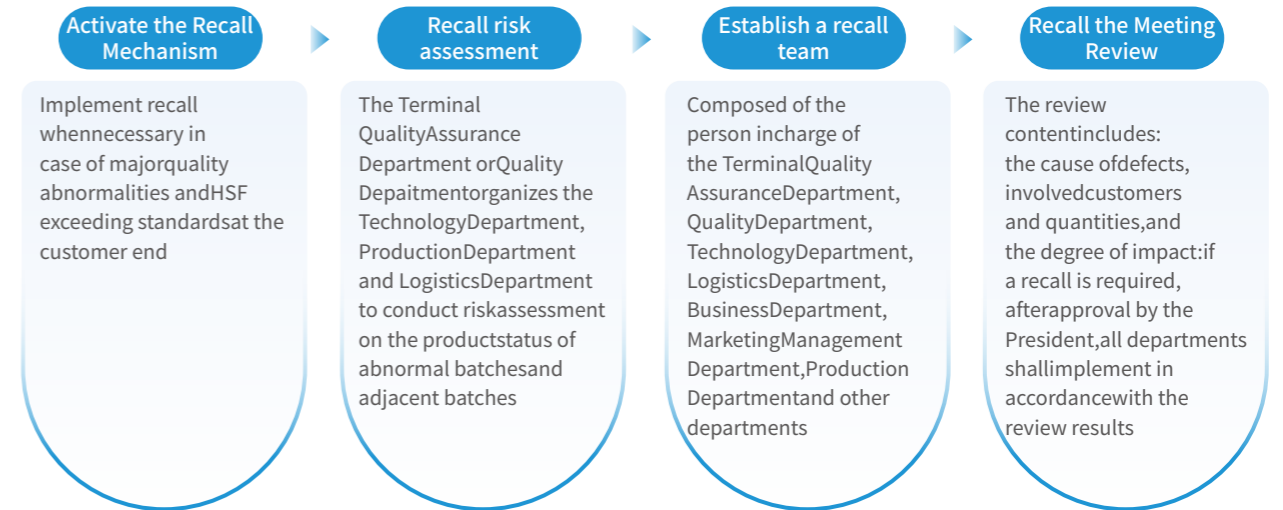 Activate the Recall
Mechanism
Implement recall
whennecessary in
case of majorquality
abnormalities andHSF
exceeding standardsat the
customer end
Recall risk
assessment
The Terminal
QualityAssurance
Department orQuality
Depaitmentorganizes the
TechnologyDepartment,
ProductionDepartment
and LogisticsDepartment
to conduct riskassessment
on the productstatus of
abnormal batchesand
adjacent batches
Establish a recall
team
Composed of the
person incharge of
the TerminalQuality
AssuranceDepartment,
QualityDepartment,
TechnologyDepartment,
LogisticsDepartment,
BusinessDepartment,
MarketingManagement
Department,Production
Departmentand other
departments
Recall the Meeting
Review
The review
contentincludes:
the cause ofdefects,
involvedcustomers
and quantities,and
the degree of impact:if
a recall is required,
afterapproval by the
President,all departments
shallimplement in
accordancewith the
review results